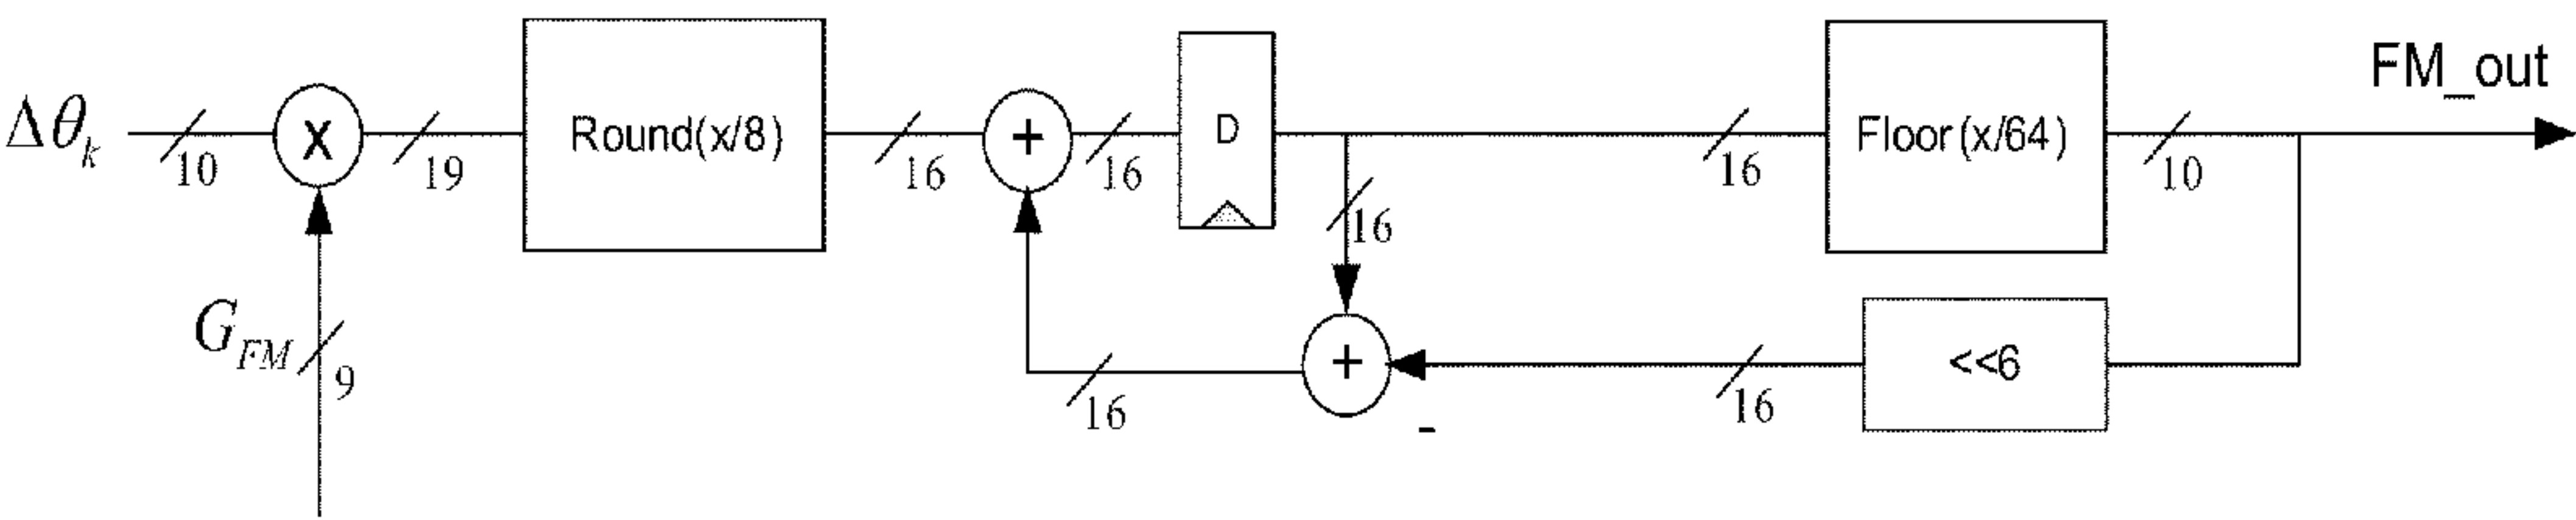 Δθk
10
X
19
Round(x/8)
16
+
16
D
16
Floor(x/64)
10
FM_out
16
GFM
9
16
+
-
16
<<6